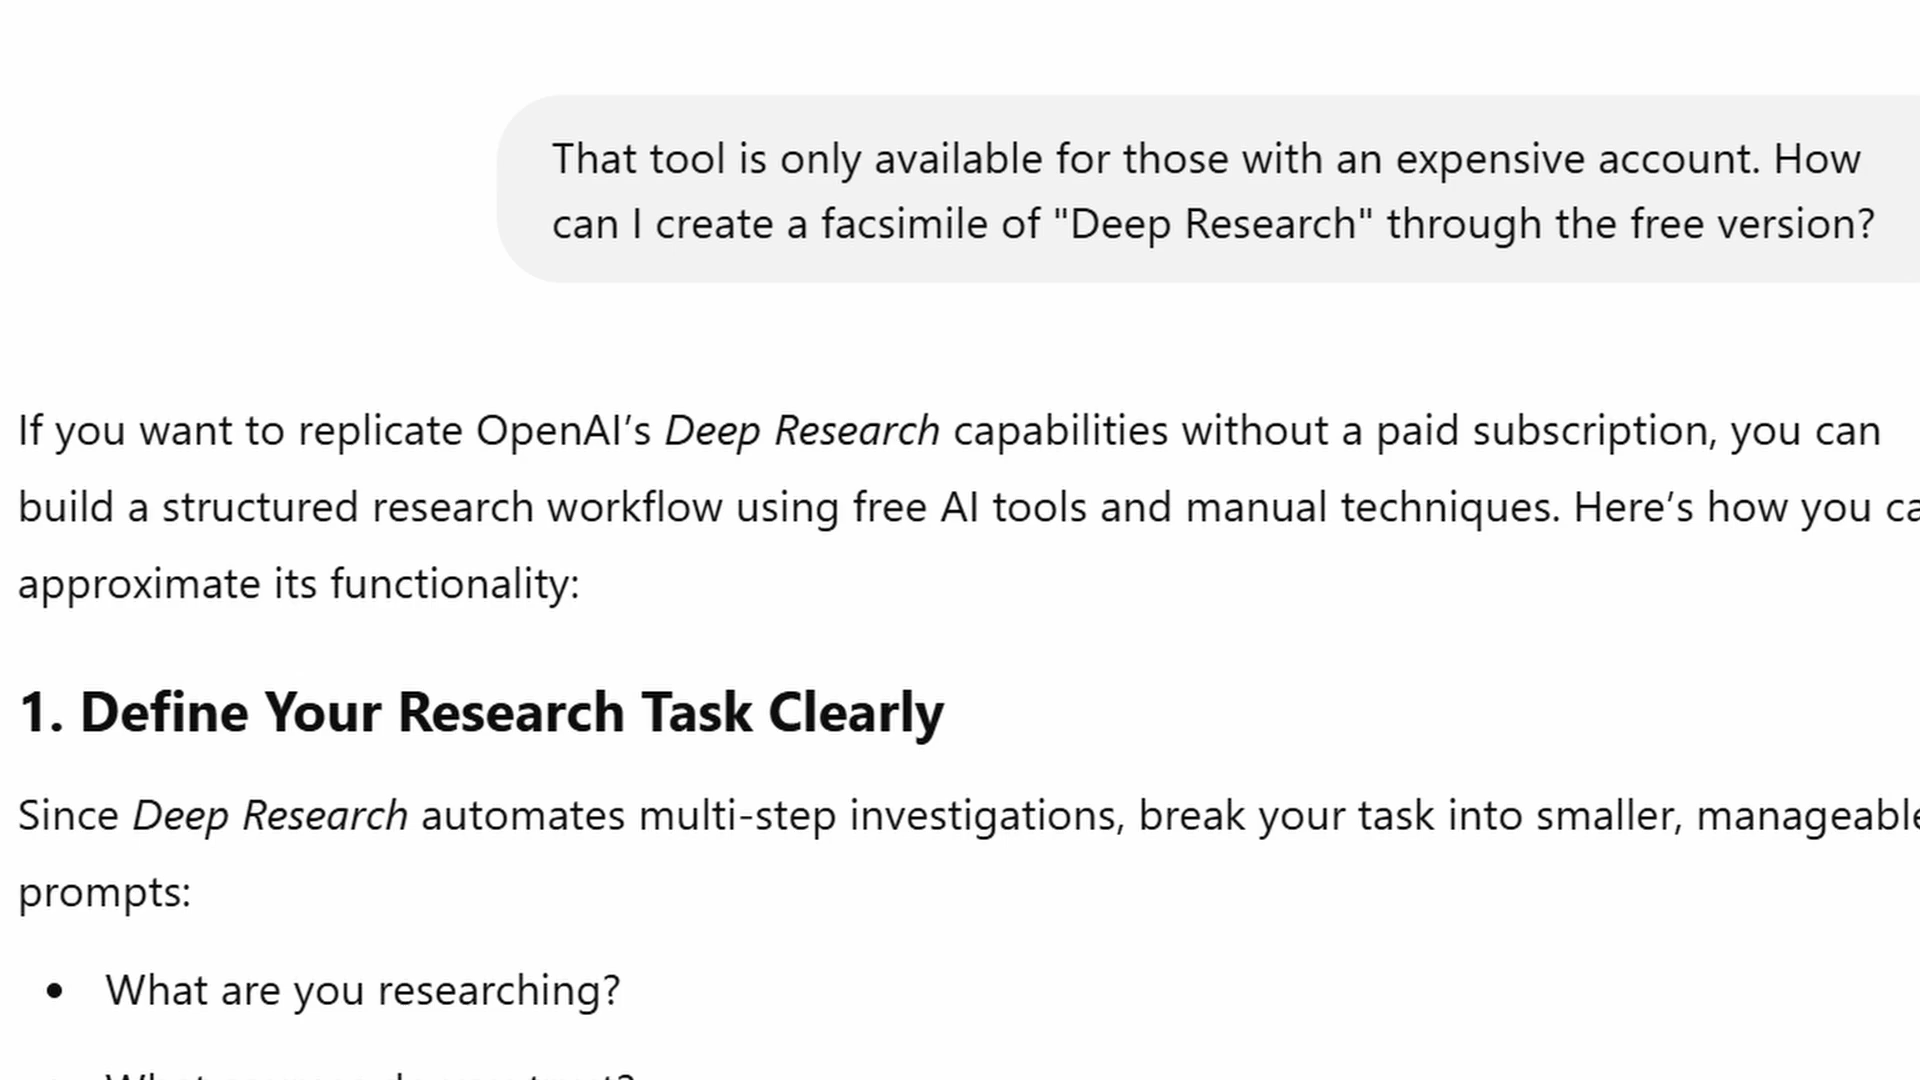 That tool is only available for those with an expensive account. How
can I create a facsimile of "Deep Research" through the free version?
If you want to replicate OpenAI’s Deep Research capabilities without a paid subscription, you can
build a structured research workflow using free AI tools and manual techniques. Here’s how you ca
approximate its functionality:
1. Define Your Research Task Clearly
Since Deep Research automates multi-step investigations, break your task into smaller, manageable
prompts:
• What are you researching?